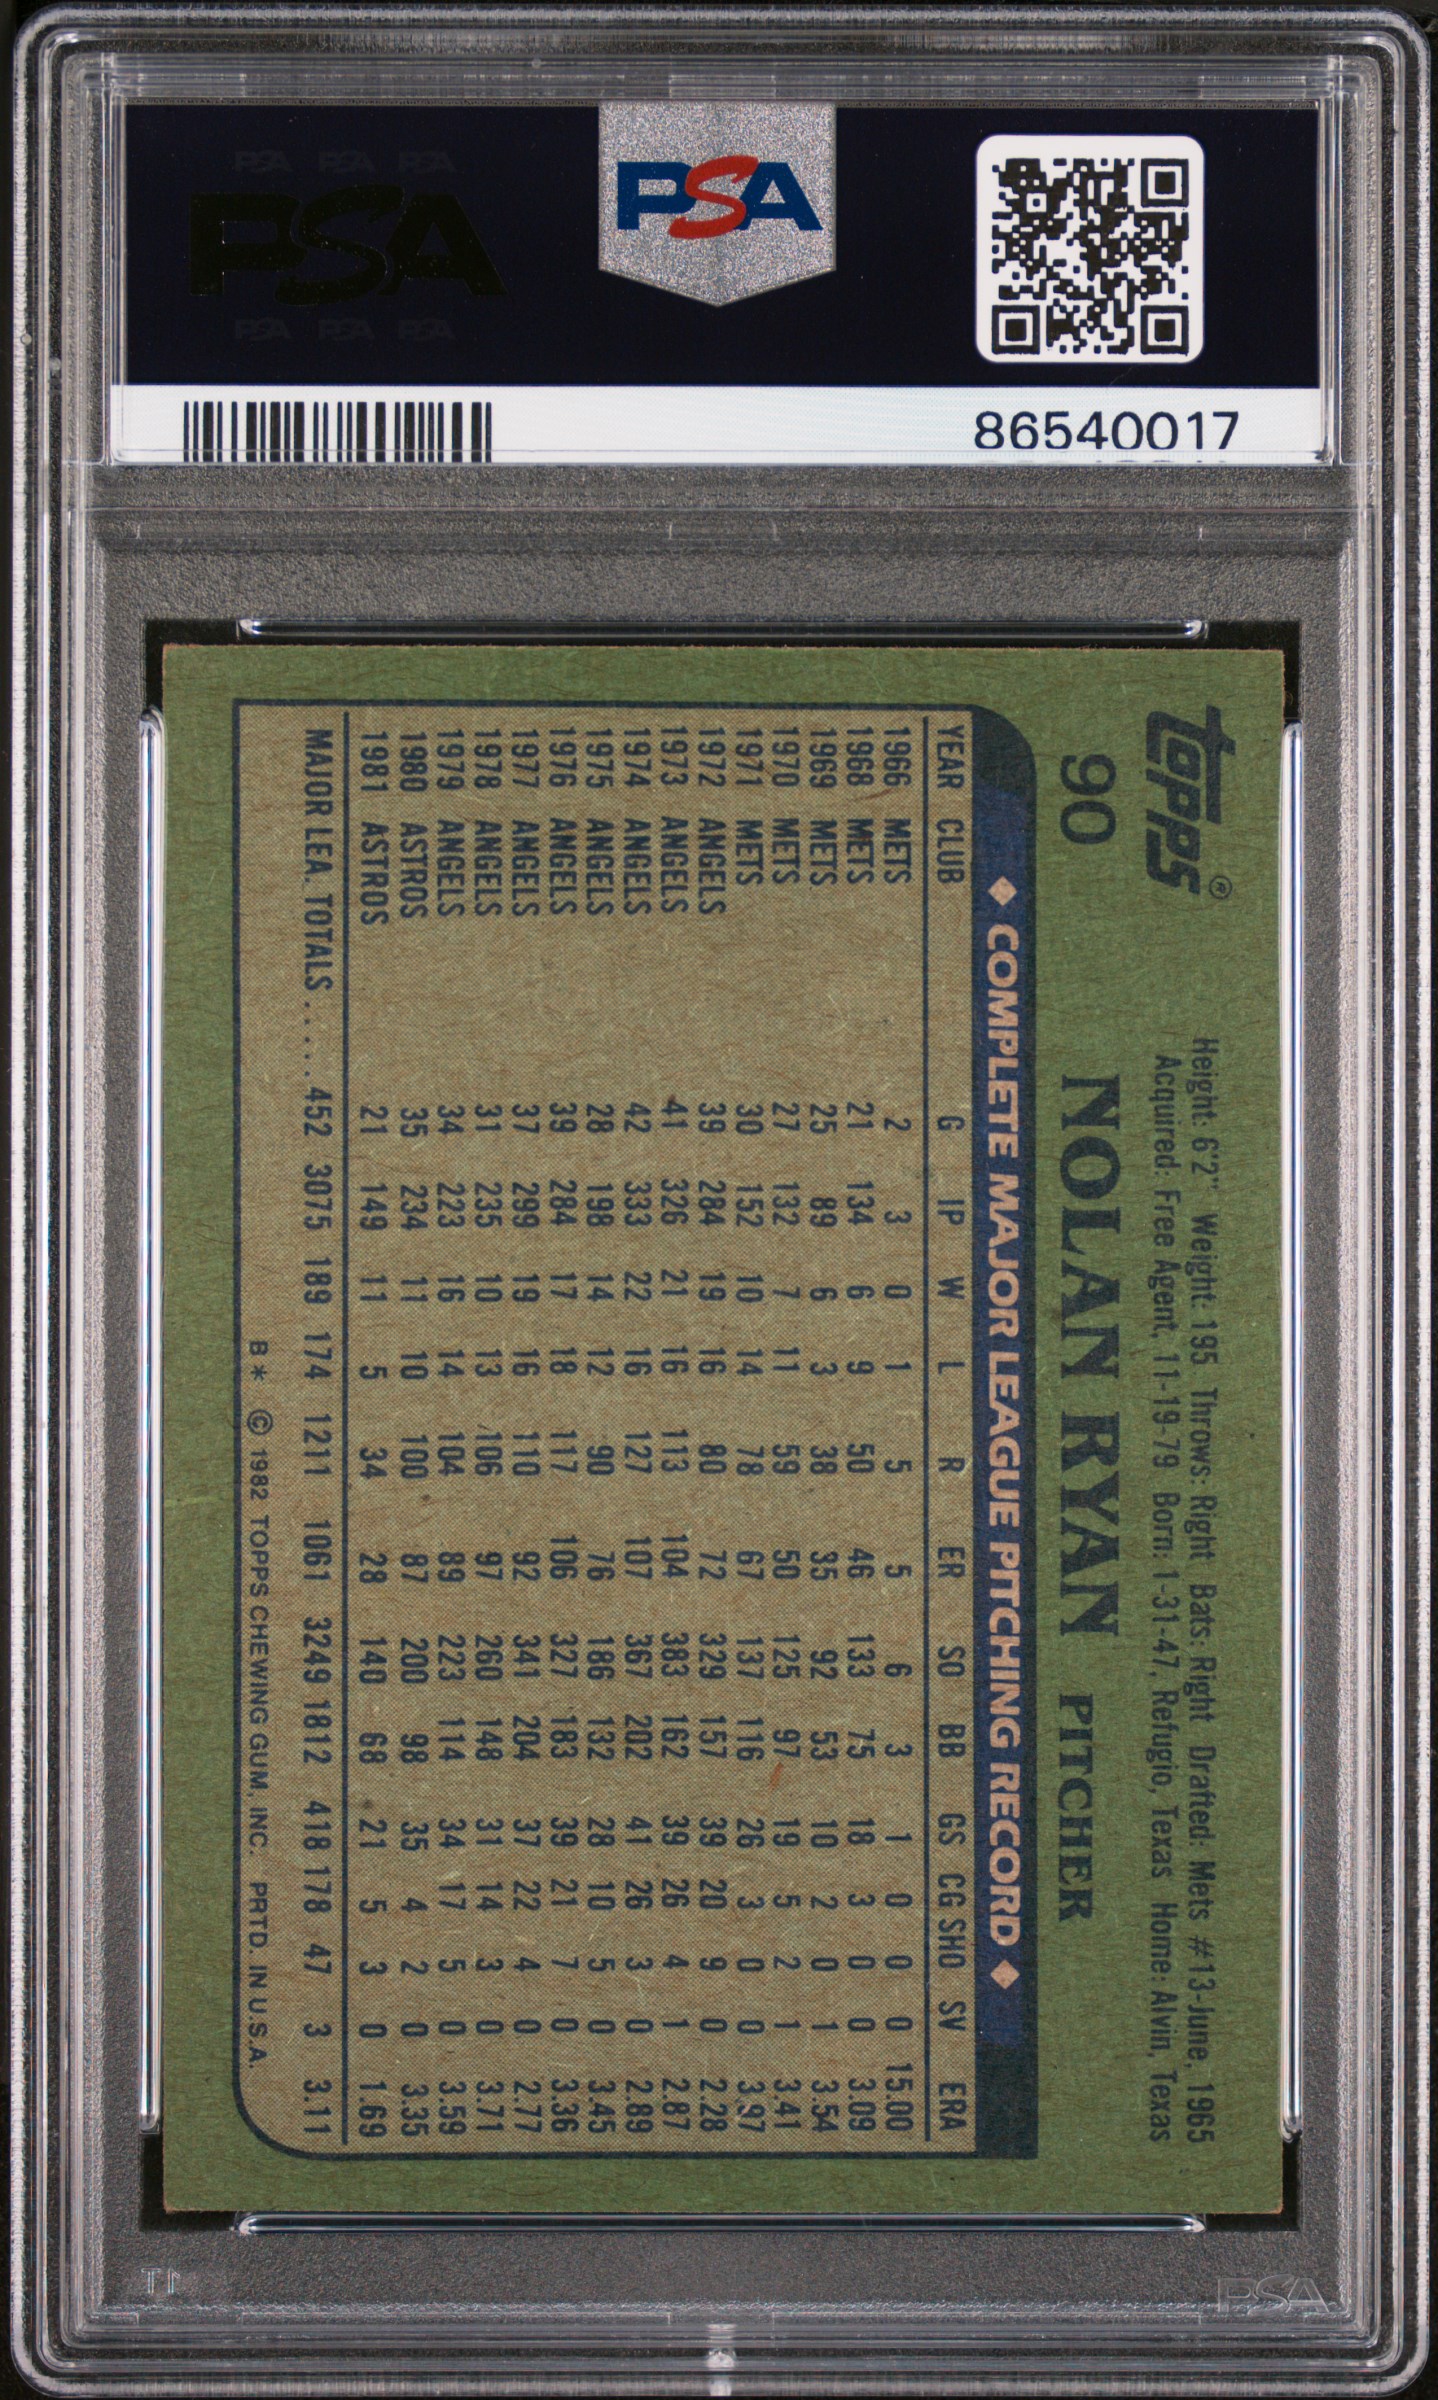 PSA PSA PSA
PSA
PSA PSA PSA
PSA
86540017
Topps®
90 NOLAN RYAN PITCHER
Height: 6'2" Weight: 195 Throws: Right Bats: Right Drafted: Mets #13-June, 1965
Acquired: Free Agent, 11-19-79 Born: 1-31-47, Refugio, Texas Home: Alvin, Texas
◆ COMPLETE MAJOR LEAGUE PITCHING RECORD ◆
YEAR CLUB G IP W L R ER SO BB GS CG SHO SV ERA
1966 METS 2 3 0 1 5 5 6 3 1 0 0 0 15.00
1968 METS 21 134 6 9 50 46 133 75 18 3 0 0 3.09
1969 METS 25 89 6 3 38 35 92 53 10 2 0 1 3.54
1970 METS 27 132 7 11 59 50 125 97 19 5 2 1 3.41
1971 METS 30 152 10 14 78 67 137 116 26 3 0 0 3.97
1972 ANGELS 39 284 19 16 80 72 329 157 39 20 9 0 2.28
1973 ANGELS 41 326 21 16 113 104 383 162 39 26 4 1 2.87
1974 ANGELS 42 333 22 16 127 107 367 202 41 26 3 0 2.89
1975 ANGELS 28 198 14 12 90 76 186 132 28 10 5 0 3.45
1976 ANGELS 39 284 17 18 117 106 327 183 39 21 7 0 3.36
1977 ANGELS 37 299 19 16 110 92 341 204 37 22 4 0 2.77
1978 ANGELS 31 235 10 13 106 97 260 148 31 14 3 0 3.71
1979 ANGELS 34 223 16 14 104 89 223 114 34 17 5 0 3.59
1980 ASTROS 35 234 11 10 100 87 200 98 35 4 2 0 3.35
1981 ASTROS 21 149 11 5 34 28 140 68 21 5 3 0 1.69
MAJOR LEA. TOTALS ..... 452 3075 189 174 1211 1061 3249 1812 418 178 47 3 3.11
B* © 1982 TOPPS CHEWING GUM, INC. PRTD. IN U.S.A.
PSA